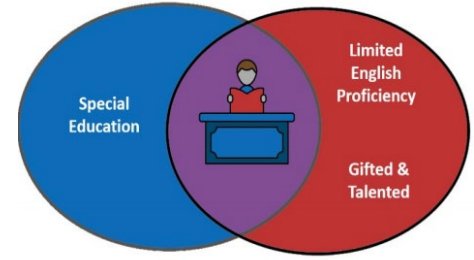 Special
Education
Limited
English
Proficiency
Gifted &
Talented